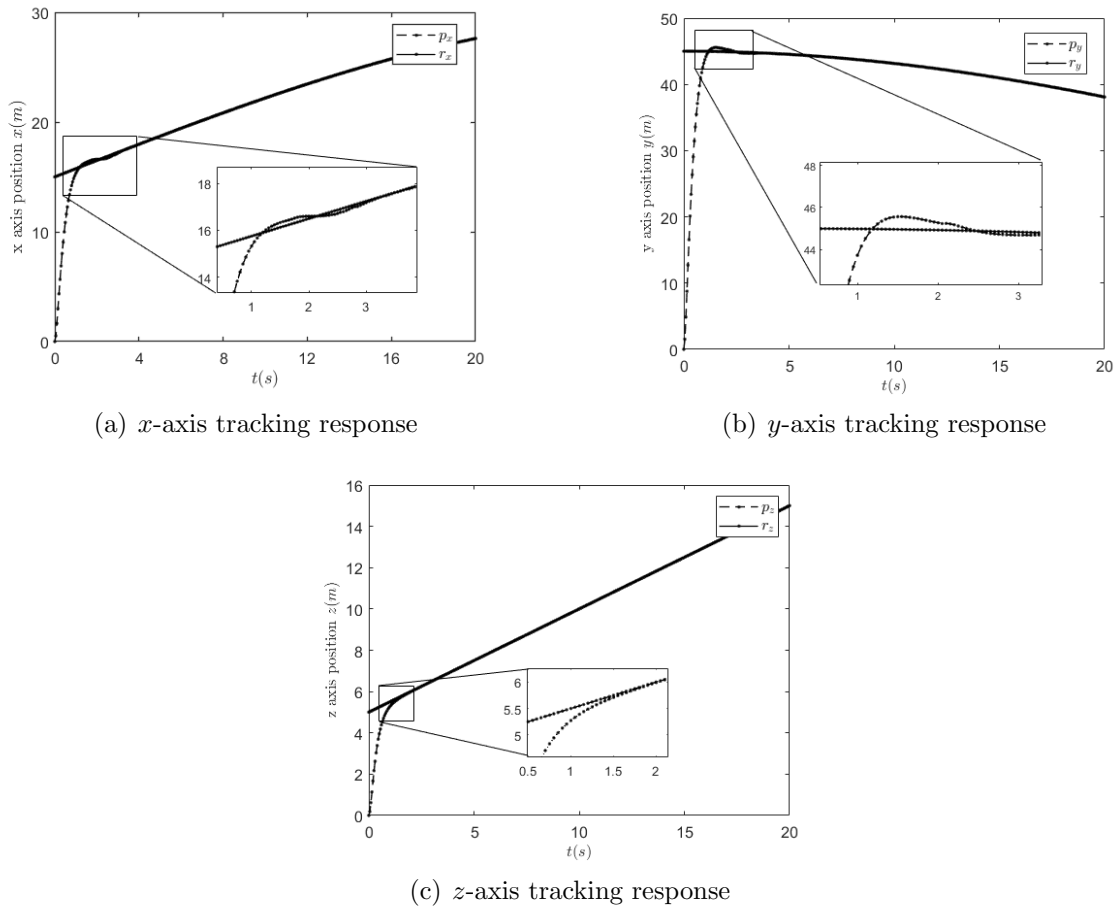 30
20
10
0
x axis position x(m)
p_x
r_x
18
16
14
1 2 3
0 4 8 12 16 20
t(s)
(a) x-axis tracking response
50
40
30
20
10
0
y axis position y(m)
p_y
r_y
48
46
44
1 2 3
0 5 10 15 20
t(s)
(b) y-axis tracking response
16
14
12
10
8
6
4
2
0
z axis position z(m)
p_z
r_z
6
5.5
5
0.5 1 1.5 2
0 5 10 15 20
t(s)
(c) z-axis tracking response